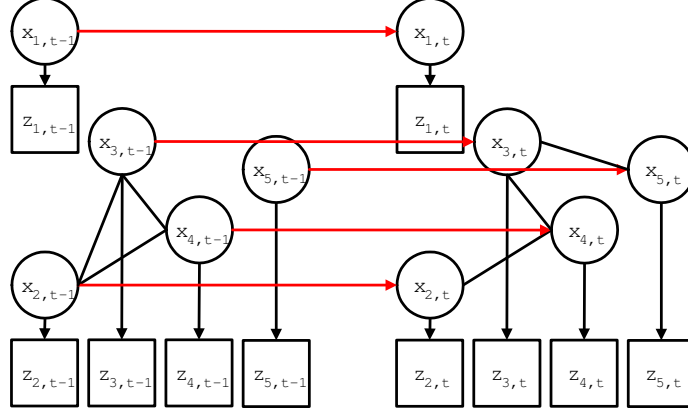 x1,t−1 x1,t
z1,t−1 z1,t
x3,t−1 x3,t
x5,t−1 x5,t
x4,t−1 x4,t
x2,t−1 x2,t
z2,t−1 z3,t−1 z4,t−1 z5,t−1 z2,t z3,t z4,t z5,t